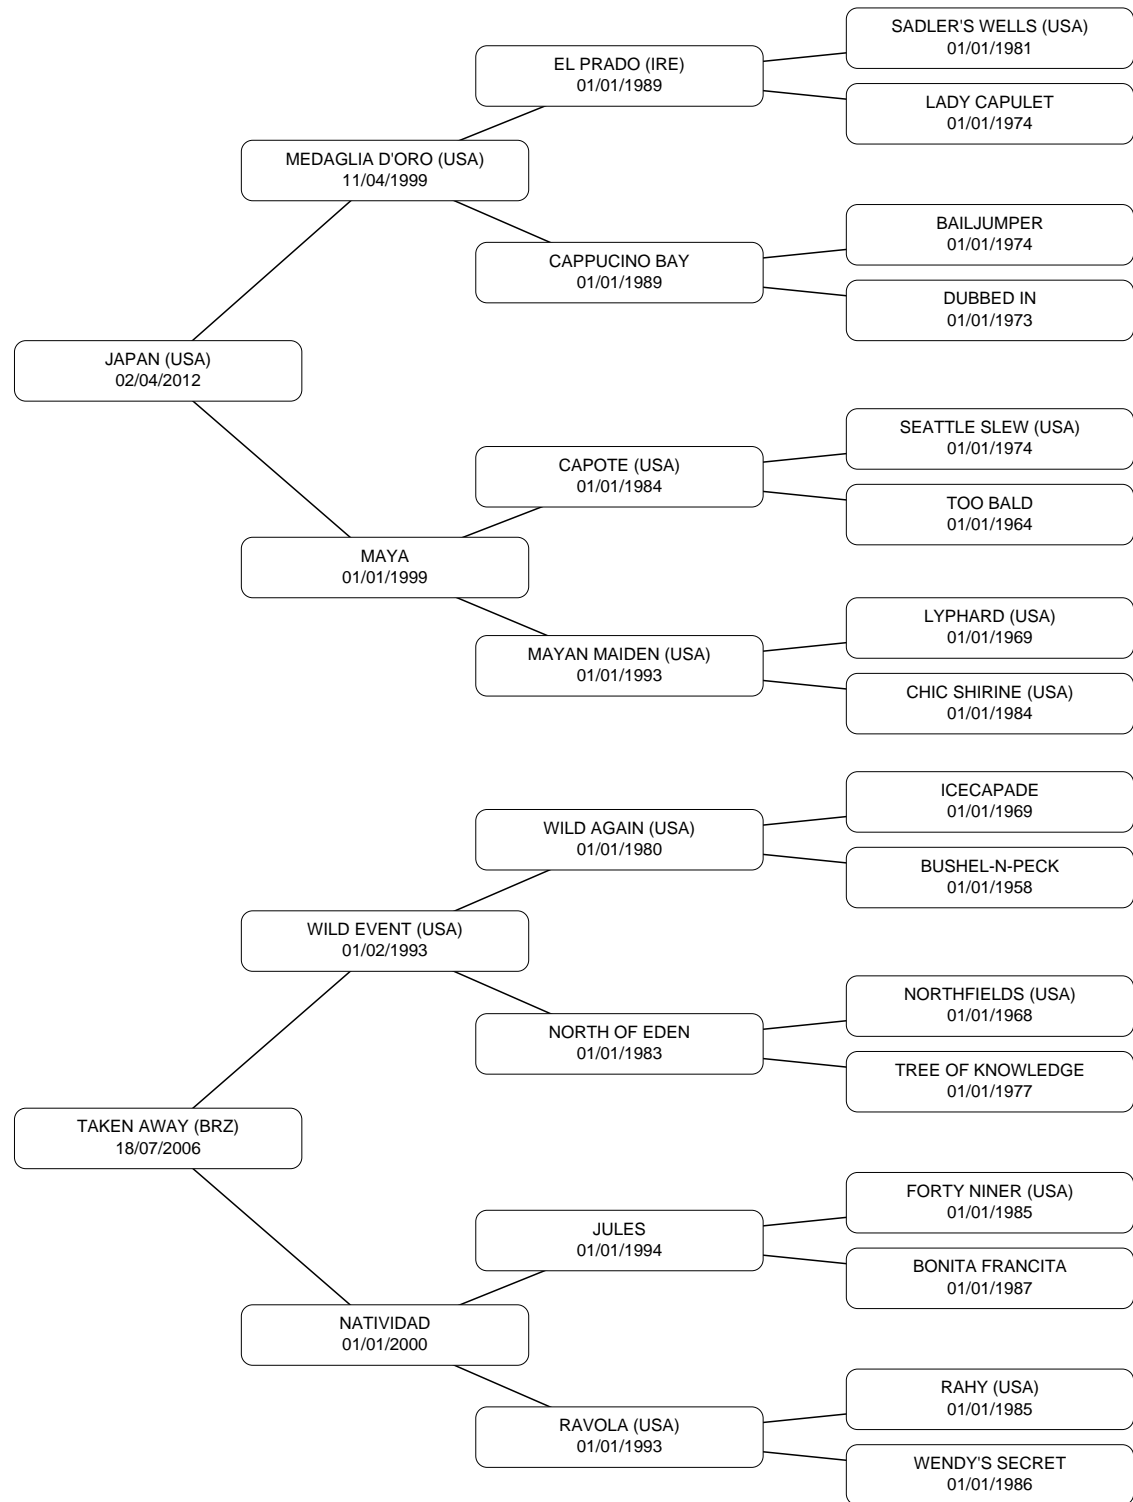 SADLER'S WELLS (USA)
01/01/1981
EL PRADO (IRE)
01/01/1989
LADY CAPULET
01/01/1974
MEDAGLIA D'ORO (USA)
11/04/1999
BAILJUMPER
01/01/1974
CAPPUCINO BAY
01/01/1989
DUBBED IN
01/01/1973
JAPAN (USA)
02/04/2012
SEATTLE SLEW (USA)
01/01/1974
CAPOTE (USA)
01/01/1984
TOO BALD
01/01/1964
MAYA
01/01/1999
LYPHARD (USA)
01/01/1969
MAYAN MAIDEN (USA)
01/01/1993
CHIC SHIRINE (USA)
01/01/1984
ICECAPADE
01/01/1969
WILD AGAIN (USA)
01/01/1980
BUSHEL-N-PECK
01/01/1958
WILD EVENT (USA)
01/02/1993
NORTHFIELDS (USA)
01/01/1968
NORTH OF EDEN
01/01/1983
TREE OF KNOWLEDGE
01/01/1977
TAKEN AWAY (BRZ)
18/07/2006
FORTY NINER (USA)
01/01/1985
JULES
01/01/1994
BONITA FRANCITA
01/01/1987
NATIVIDAD
01/01/2000
RAHY (USA)
01/01/1985
RAVOLA (USA)
01/01/1993
WENDY'S SECRET
01/01/1986